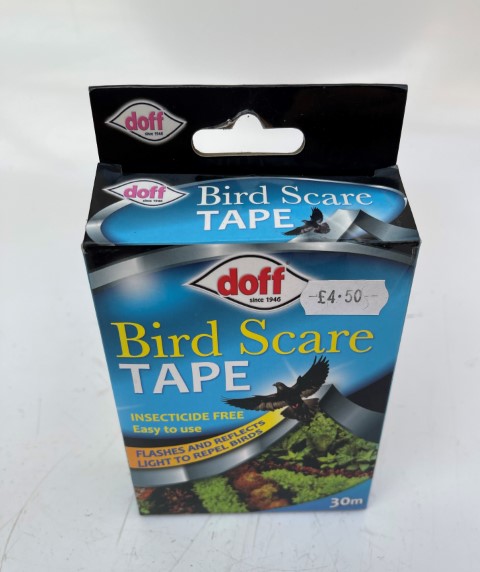 doff
since 1946
doff
since 1946
Bird Scare
TAPE
doff
since 1946
£4.50
Bird Scare
TAPE
INSECTICIDE FREE
Easy to use
FLASHES AND REFLECTS
LIGHT TO REPEL BIRDS
30m